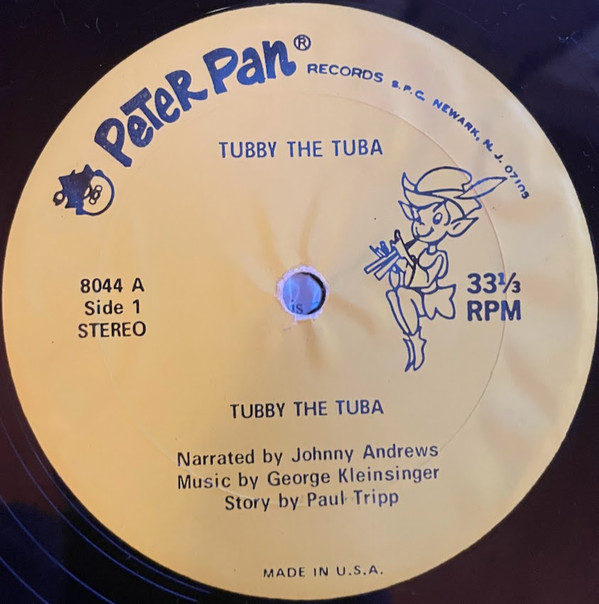 PETER PAN® RECORDS S.P.C. NEWARK, N. J. 07105
TUBBY THE TUBA
8044 A
Side 1
STEREO
33⅓
RPM
is
TUBBY THE TUBA
Narrated by Johnny Andrews
Music by George Kleinsinger
Story by Paul Tripp
MADE IN U.S.A.